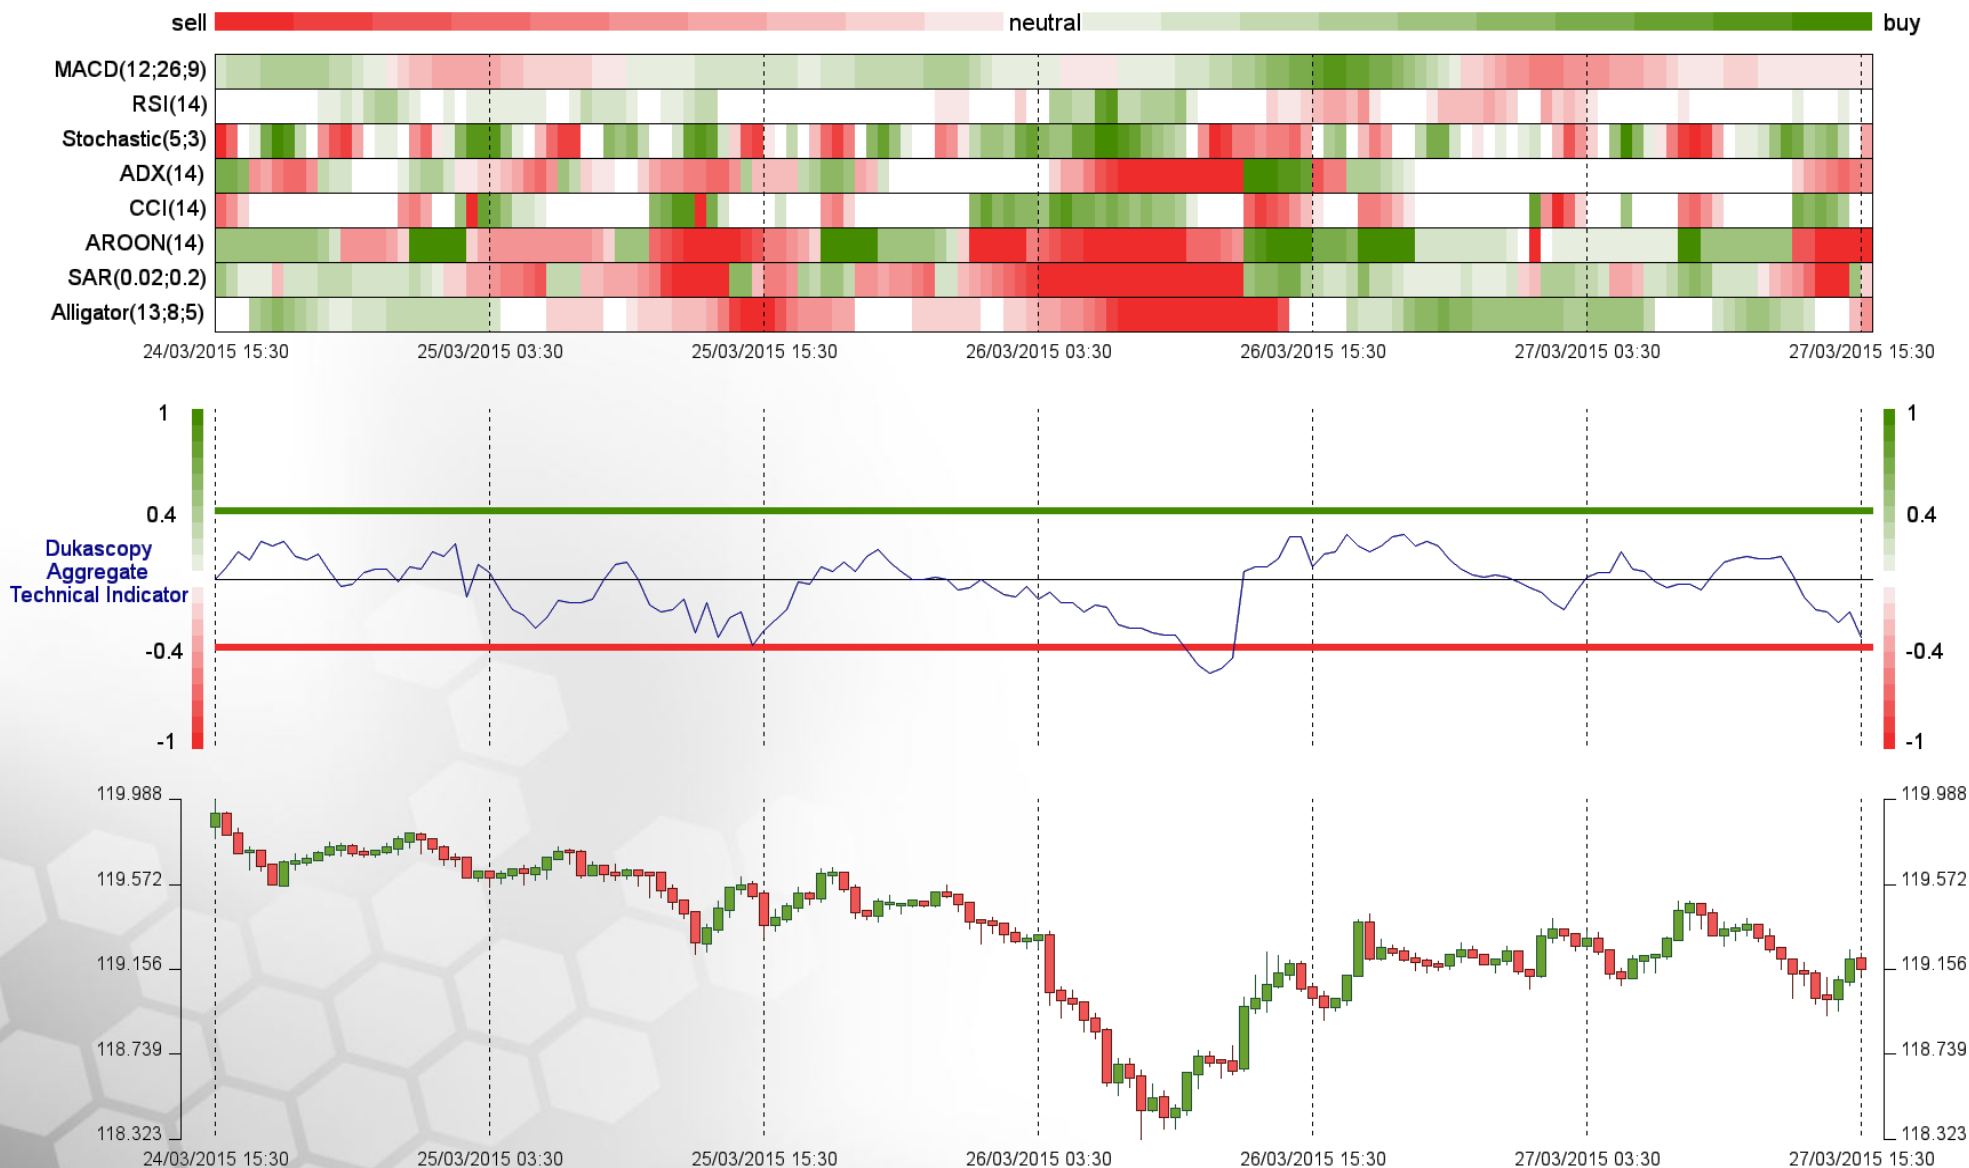 sell neutral buy
MACD(12;26;9)
RSI(14)
Stochastic(5;3)
ADX(14)
CCI(14)
AROON(14)
SAR(0.02;0.2)
Alligator(13;8;5)
24/03/2015 15:30 25/03/2015 03:30 25/03/2015 15:30 26/03/2015 03:30 26/03/2015 15:30 27/03/2015 03:30 27/03/2015 15:30
1 1
0.4 0.4
Dukascopy
Aggregate
Technical Indicator
-0.4 -0.4
-1 -1
119.988 119.988
119.572 119.572
119.156 119.156
118.739 118.739
118.323 118.323
24/03/2015 15:30 25/03/2015 03:30 25/03/2015 15:30 26/03/2015 03:30 26/03/2015 15:30 27/03/2015 03:30 27/03/2015 15:30